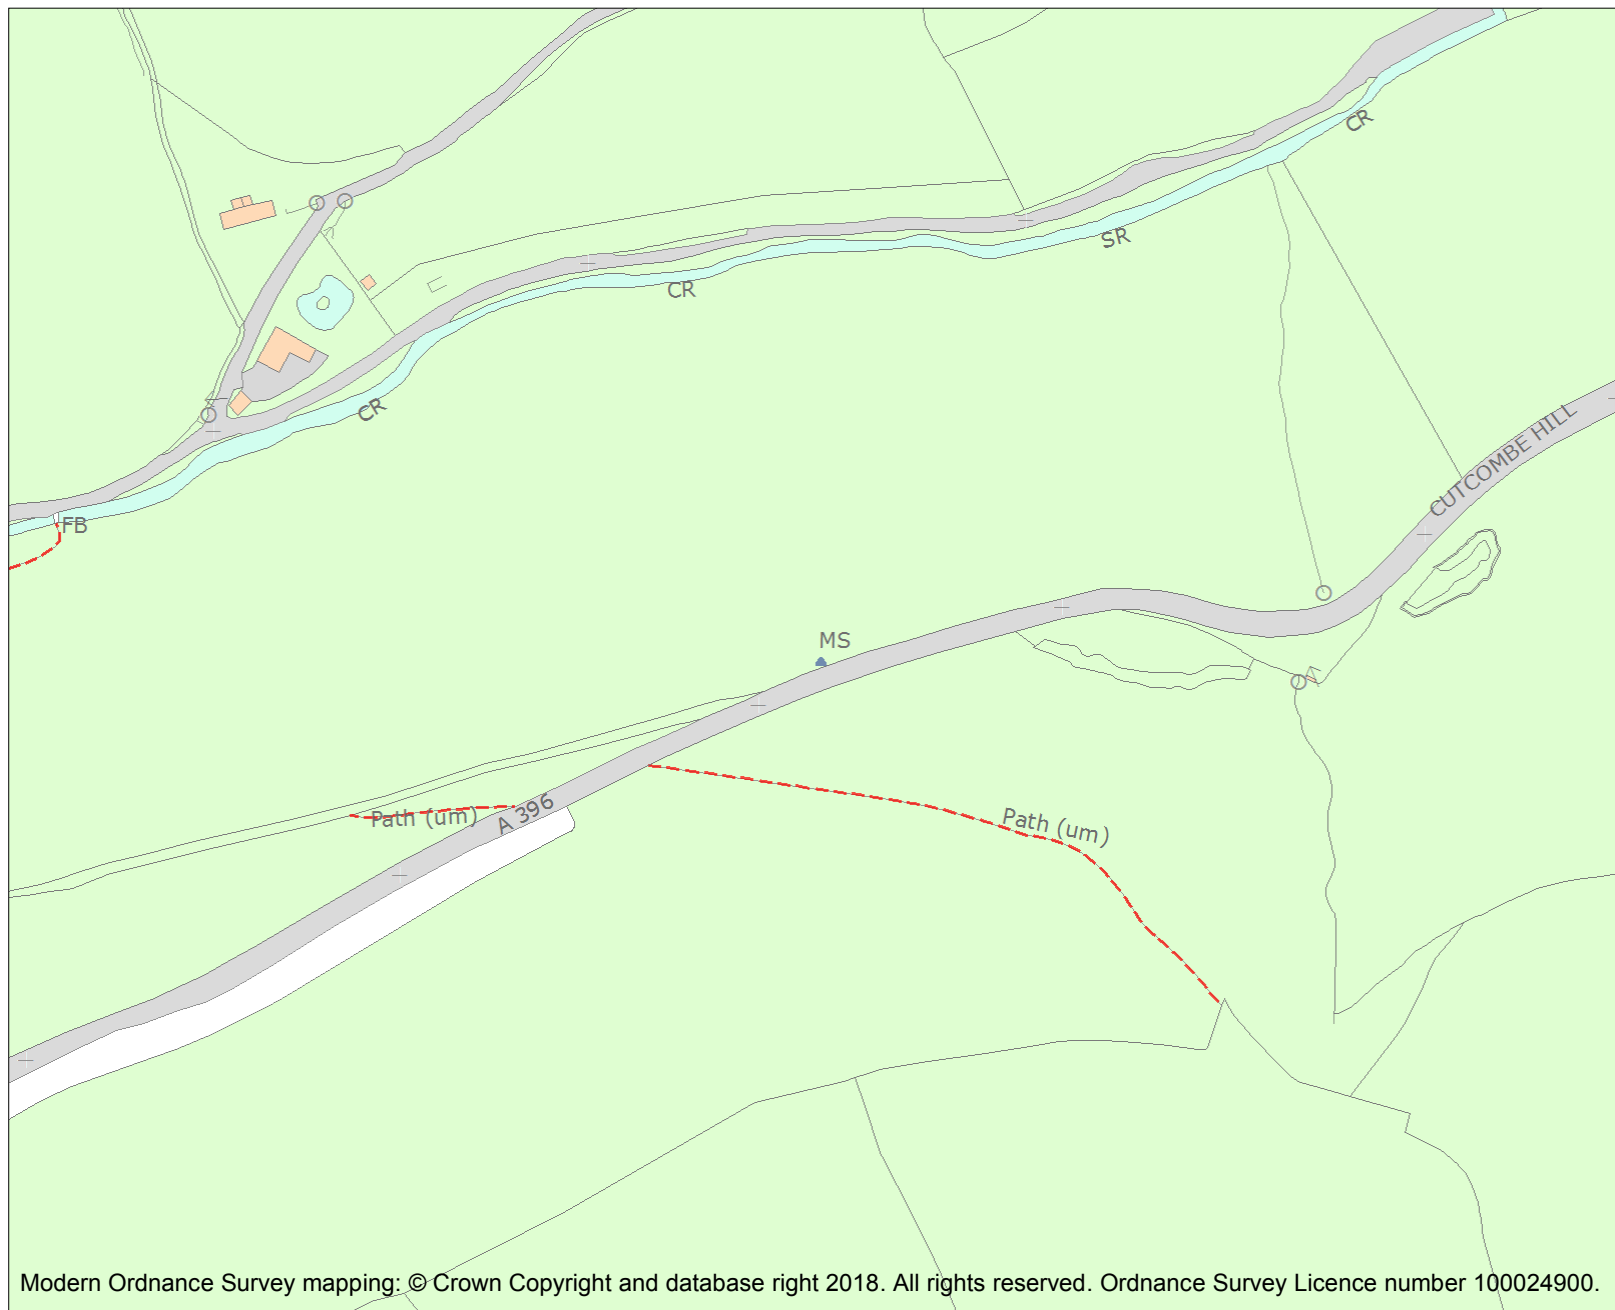 CR
SR
CR
CR
CUTCOMBE HILL
FB
MS
A 396
Path (um)
Path (um)
Modern Ordnance Survey mapping: © Crown Copyright and database right 2018. All rights reserved. Ordnance Survey Licence number 100024900.